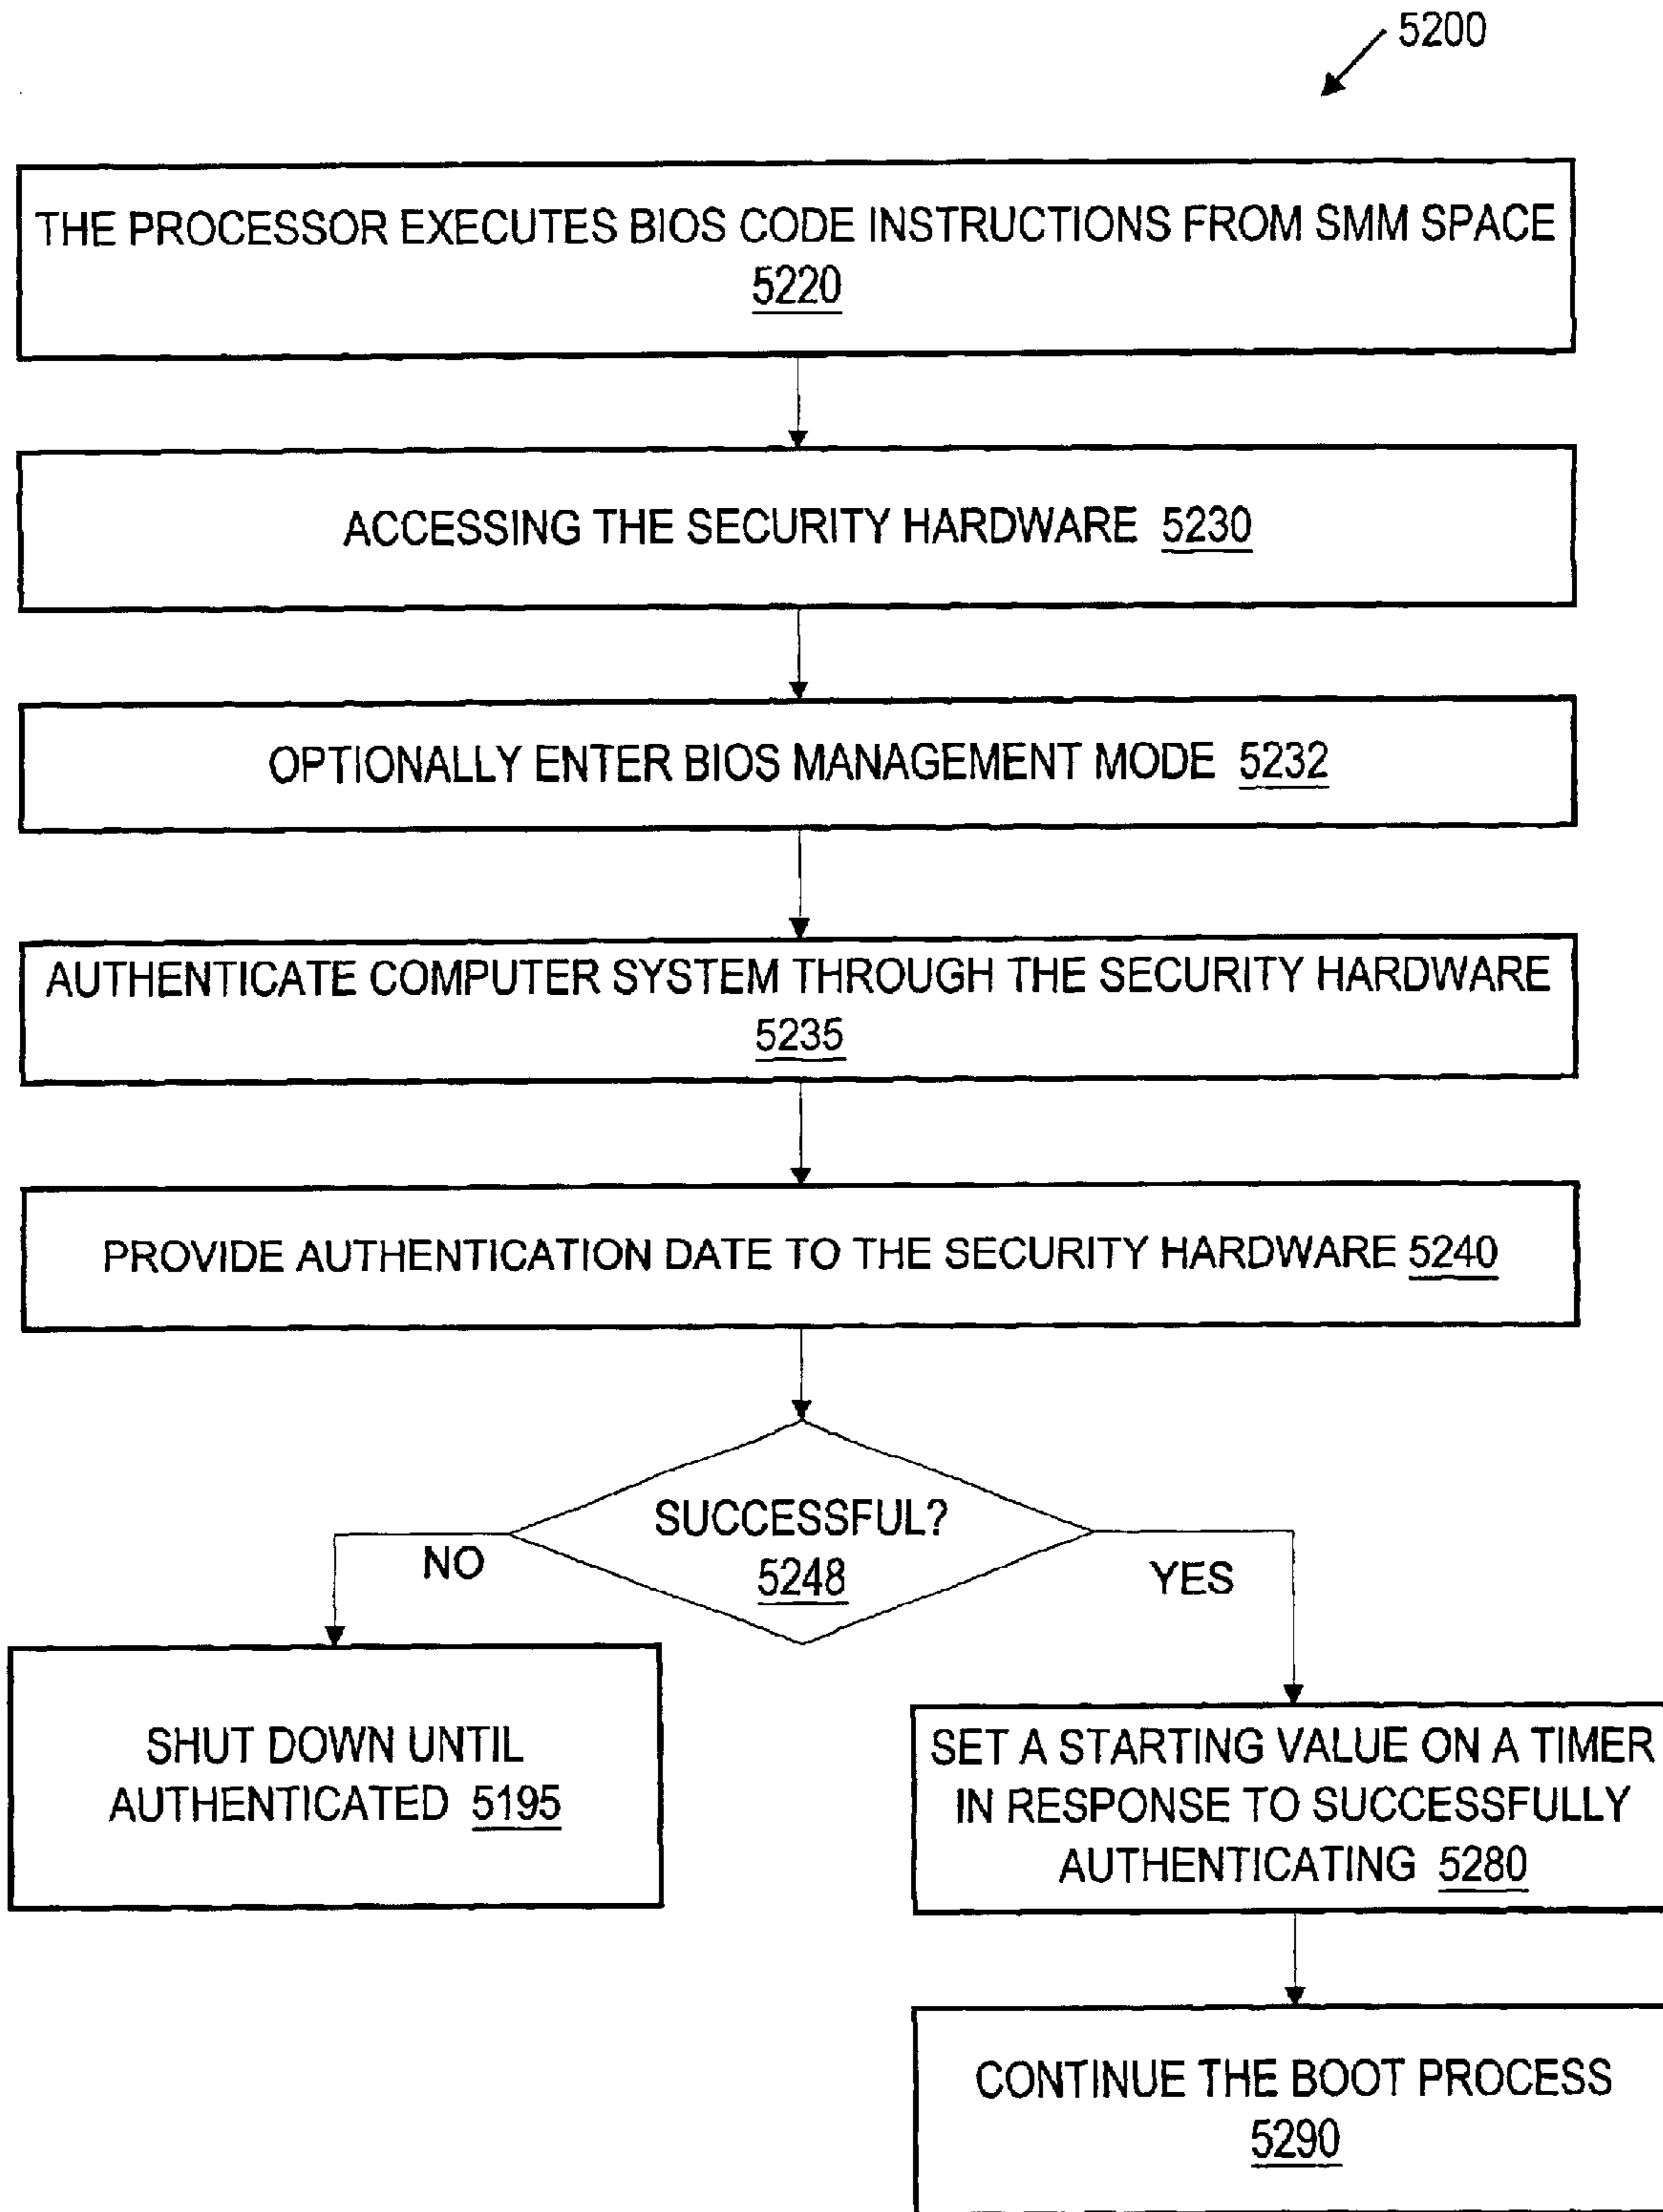 5200
THE PROCESSOR EXECUTES BIOS CODE INSTRUCTIONS FROM SMM SPACE
5220
ACCESSING THE SECURITY HARDWARE 5230
OPTIONALLY ENTER BIOS MANAGEMENT MODE 5232
AUTHENTICATE COMPUTER SYSTEM THROUGH THE SECURITY HARDWARE
5235
PROVIDE AUTHENTICATION DATE TO THE SECURITY HARDWARE 5240
SUCCESSFUL?
5248
NO
YES
SHUT DOWN UNTIL
AUTHENTICATED 5195
SET A STARTING VALUE ON A TIMER
IN RESPONSE TO SUCCESSFULLY
AUTHENTICATING 5280
CONTINUE THE BOOT PROCESS
5290